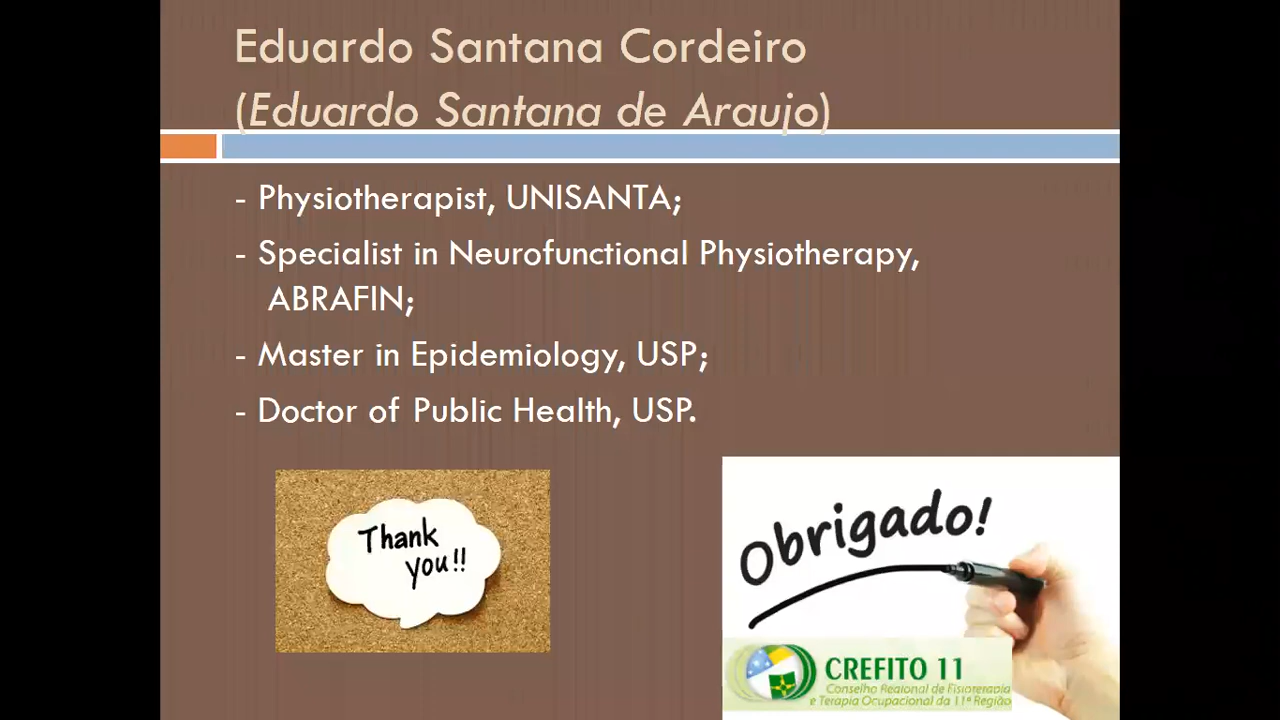 Eduardo Santana Cordeiro
(Eduardo Santana de Araujo)
- Physiotherapist, UNISANTA;
- Specialist in Neurofunctional Physiotherapy,
ABRAFIN;
- Master in Epidemiology, USP;
- Doctor of Public Health, USP.
Thank
you!!
Obrigado!
CREFITO 11
Conselho Regional de Fisioterapia
e Terapia Ocupacional da 11ª Região